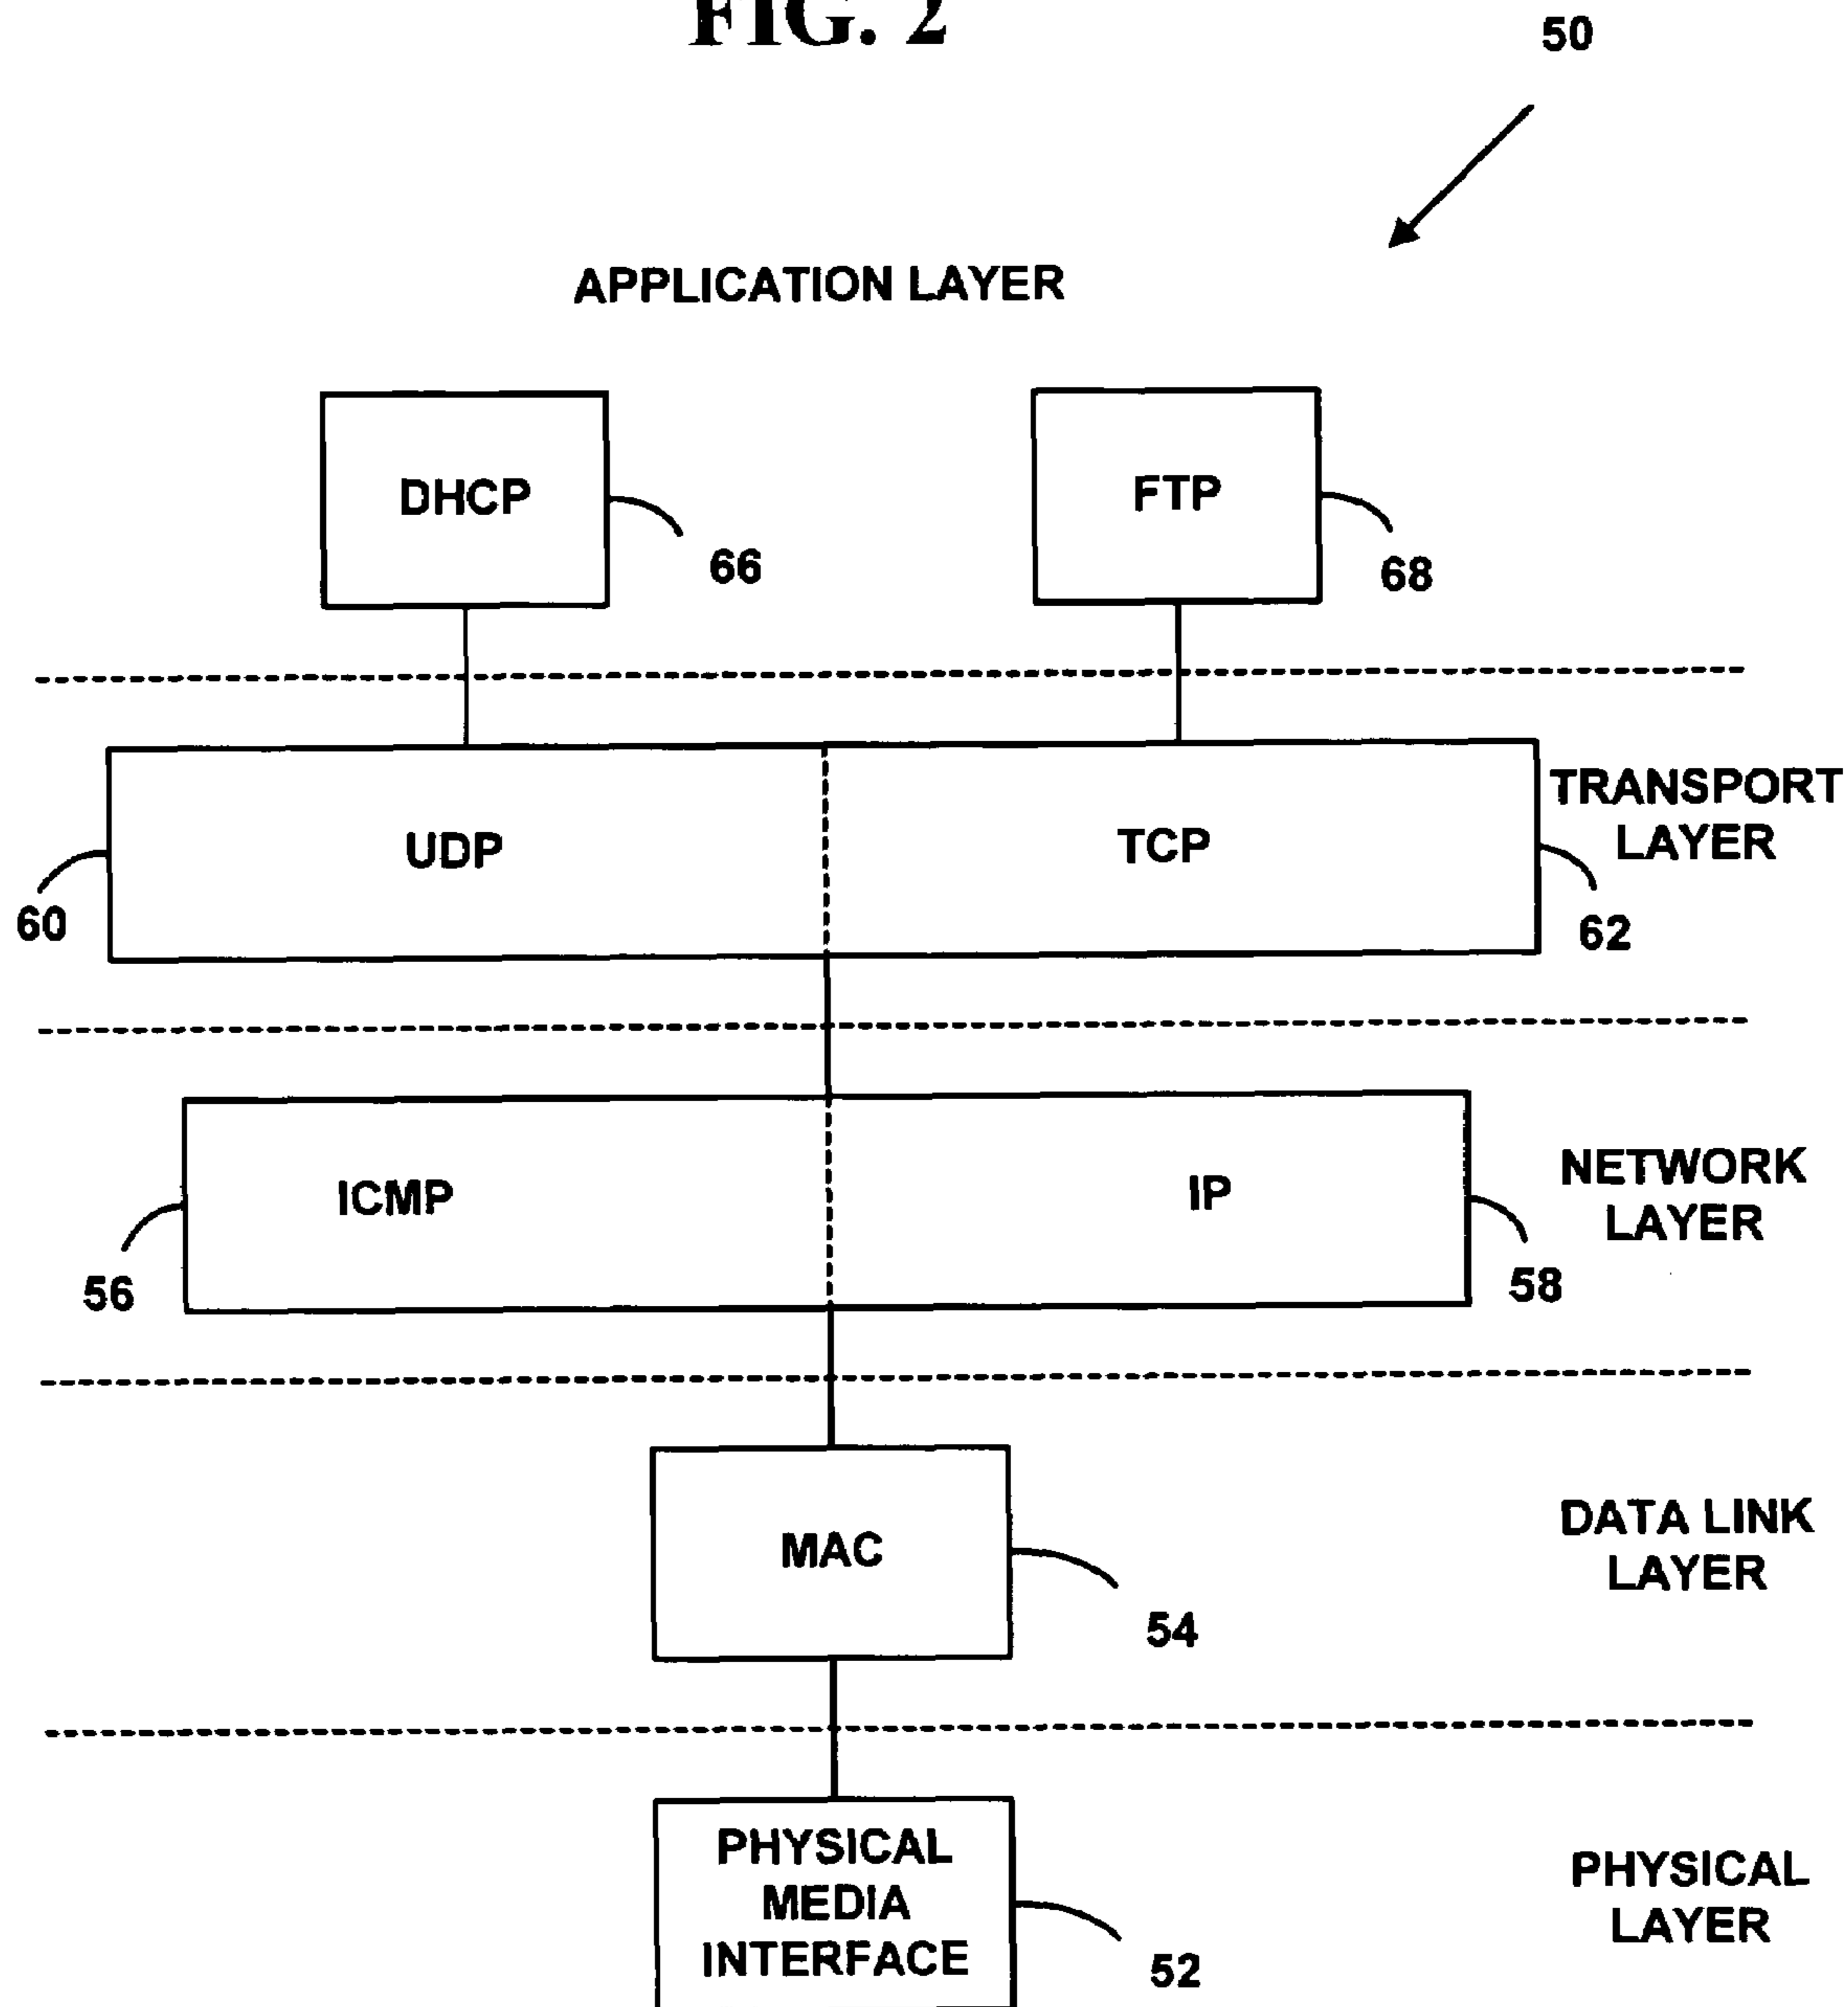 FIG. 2
50
APPLICATION LAYER
DHCP
66
FTP
68
UDP
60
TCP
62
TRANSPORT
LAYER
ICMP
56
IP
58
NETWORK
LAYER
MAC
54
DATA LINK
LAYER
PHYSICAL
MEDIA
INTERFACE
52
PHYSICAL
LAYER